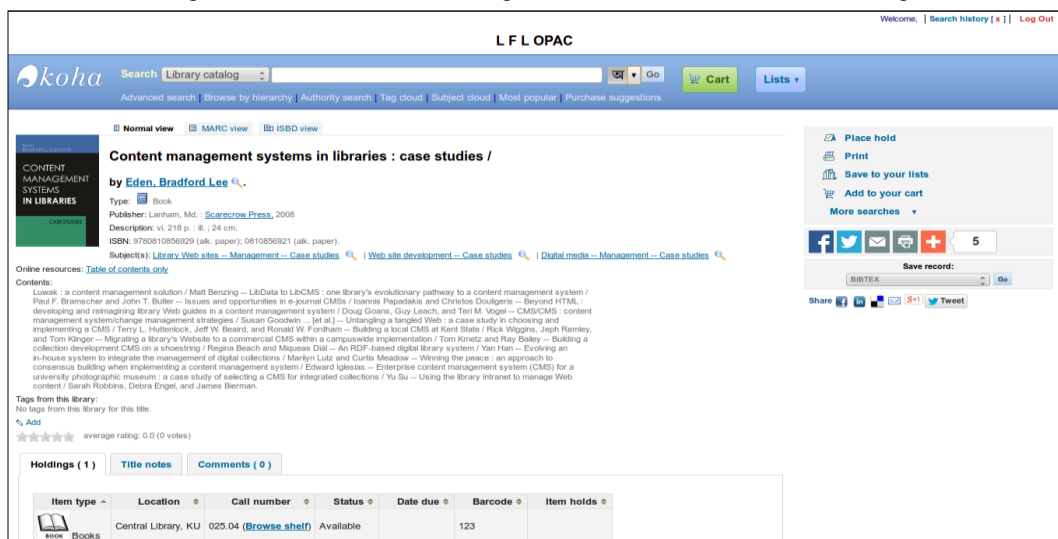 Welcome, | Search history [ x ] | Log Out
L F L OPAC
koha
Search Library catalog অ ▾ Go
Cart
Lists ▾
Advanced search | Browse by hierarchy | Authority search | Tag cloud | Subject cloud | Most popular | Purchase suggestions
Normal view MARC view ISBD view
CONTENT
MANAGEMENT
SYSTEMS
IN LIBRARIES
CASE STUDIES
Content management systems in libraries : case studies /
by Eden, Bradford Lee .
Type: Book
Publisher: Lanham, Md. : Scarecrow Press, 2008
Description: vi, 218 p. : ill. ; 24 cm.
ISBN: 9780810856929 (alk. paper); 0810856921 (alk. paper).
Subject(s): Library Web sites -- Management -- Case studies | Web site development -- Case studies | Digital media -- Management -- Case studies
Online resources: Table of contents only
Contents:
Luwak : a content management solution / Matt Benzing -- LibData to LibCMS : one library's evolutionary pathway to a content management system /
Paul F. Bramscher and John T. Butler -- Issues and opportunities in e-journal CMSs / Ioannis Papadakis and Christos Douligeris -- Beyond HTML :
developing and reimagining library Web guides in a content management system / Doug Goans, Guy Leach, and Teri M. Vogel -- CMS/CMS : content
management system/change management strategies / Susan Goodwin ... [et al.] -- Untangling a tangled Web : a case study in choosing and
implementing a CMS / Terry L. Huttenlock, Jeff W. Beaird, and Ronald W. Fordham -- Building a local CMS at Kent State / Rick Wiggins, Jeph Remley,
and Tom Klinger -- Migrating a library's Website to a commercial CMS within a campuswide implementation / Tom Kmetz and Ray Bailey -- Building a
collection development CMS on a shoestring / Regina Beach and Miqueas Dial -- An RDF-based digital library system / Yan Han -- Evolving an
in-house system to integrate the management of digital collections / Marilyn Lutz and Curtis Meadow -- Winning the peace : an approach to
consensus building when implementing a content management system / Edward Iglesias -- Enterprise content management system (CMS) for a
university photographic museum : a case study of selecting a CMS for integrated collections / Yu Su -- Using the library intranet to manage Web
content / Sarah Robbins, Debra Engel, and James Bierman.
Tags from this library:
No tags from this library for this title.
Add
average rating: 0.0 (0 votes)
Holdings ( 1 ) Title notes Comments ( 0 )
Item type Location Call number Status Date due Barcode Item holds
BOOK Books Central Library, KU 025.04 (Browse shelf) Available 123
Place hold
Print
Save to your lists
Add to your cart
More searches ▾
5
Save record:
BIBTEX Go
Share g+1 Tweet